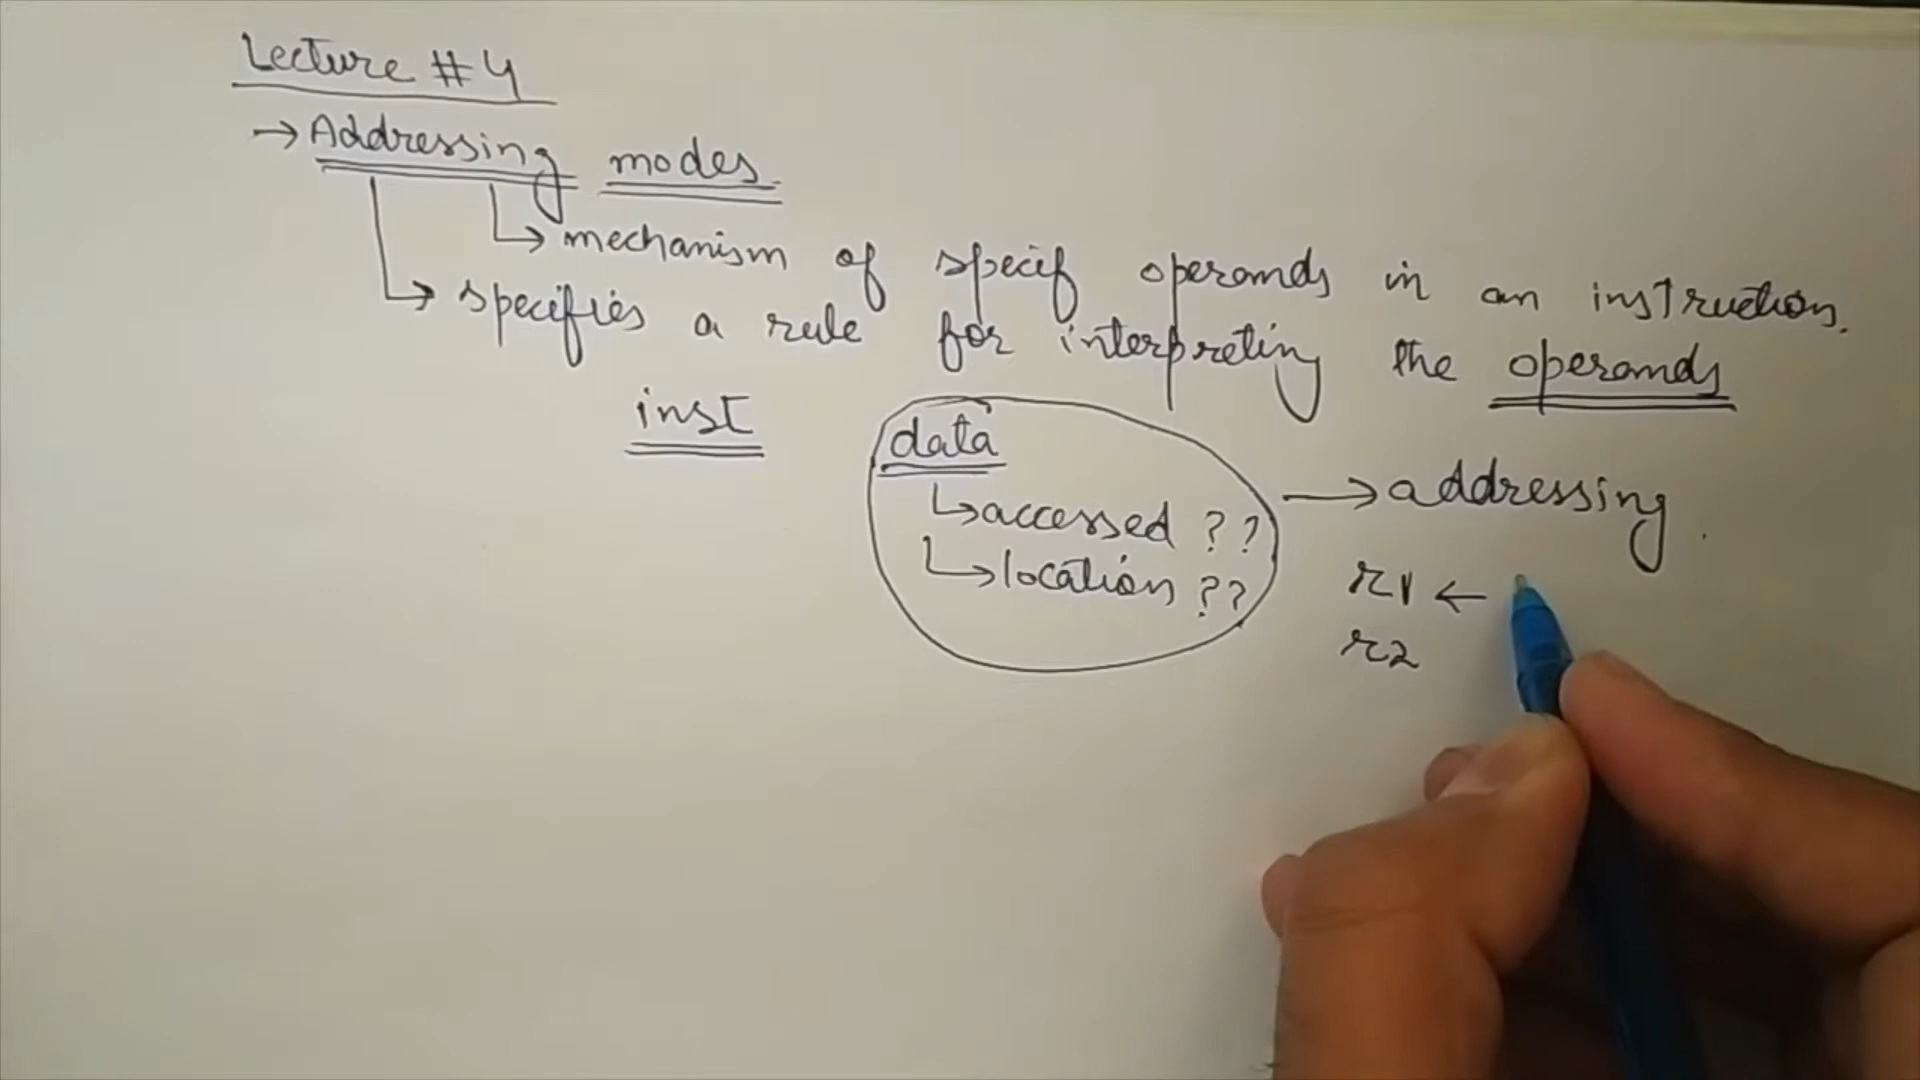 Lecture #4
→ Addressing modes.
↳ mechanism of specif operands in an instruction.
↳ specifies a rule for interpreting the operands
inst data
↳ accessed ??
↳ location ??
→ addressing.
r1 ←
r2